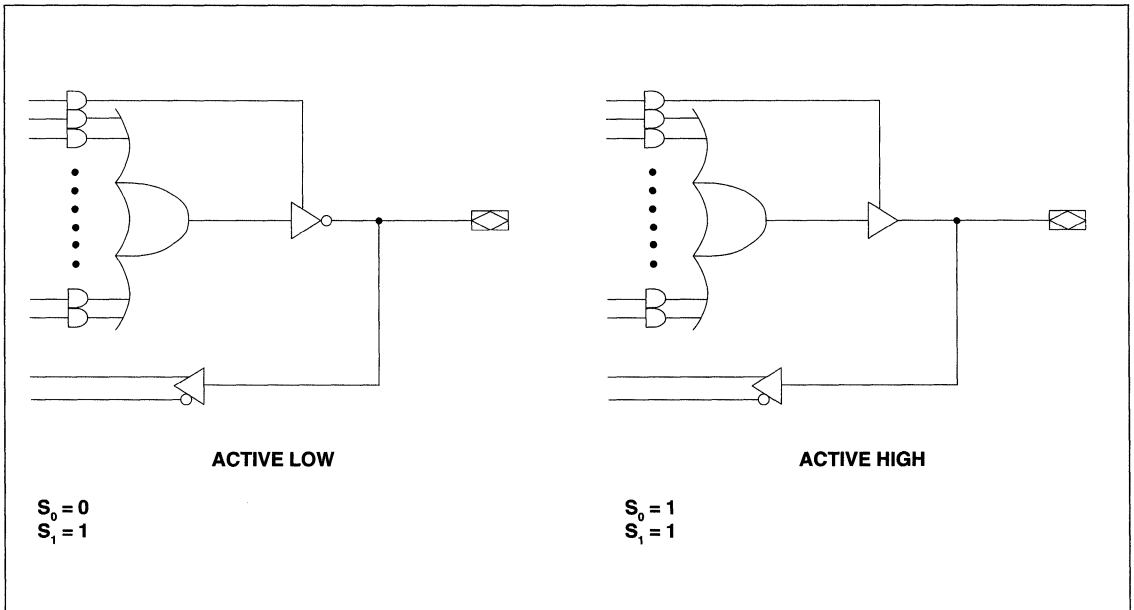 ACTIVE LOW
S₀ = 0
S₁ = 1
ACTIVE HIGH
S₀ = 1
S₁ = 1